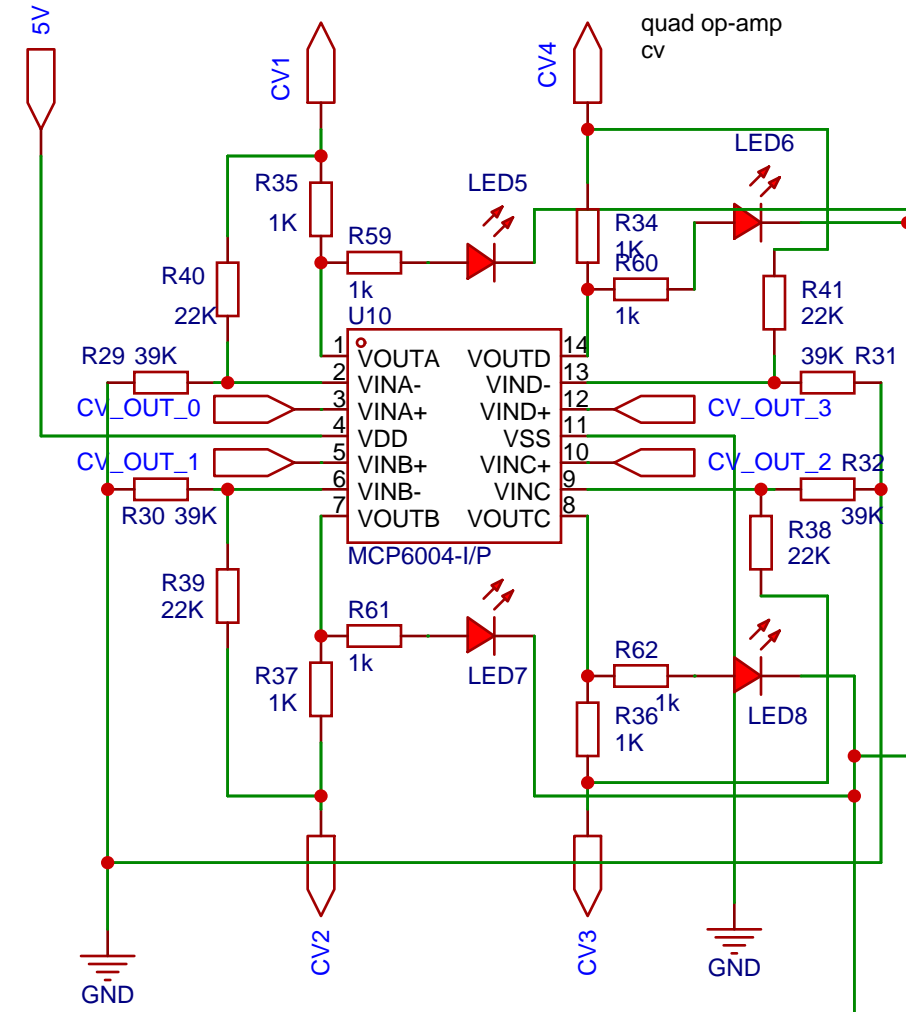 5V
CV1
CV4
quad op-amp
cv
R35
1K
LED5
LED6
R59
1k
R34
1K
R60
1k
R40
22K
R41
22K
U10
R29 39K
39K R31
1
VOUTA
VOUTD
14
2
VINA-
VIND-
13
CV_OUT_0
3
VINA+
VIND+
12
CV_OUT_3
4
VDD
VSS
11
CV_OUT_1
5
VINB+
VINC+
10
CV_OUT_2
R32
6
VINB-
VINC
9
R30 39K
39K
7
VOUTB
VOUTC
8
MCP6004-I/P
R38
22K
R39
22K
R61
1k
LED7
R62
1k
LED8
R37
1K
R36
1K
CV2
CV3
GND
GND